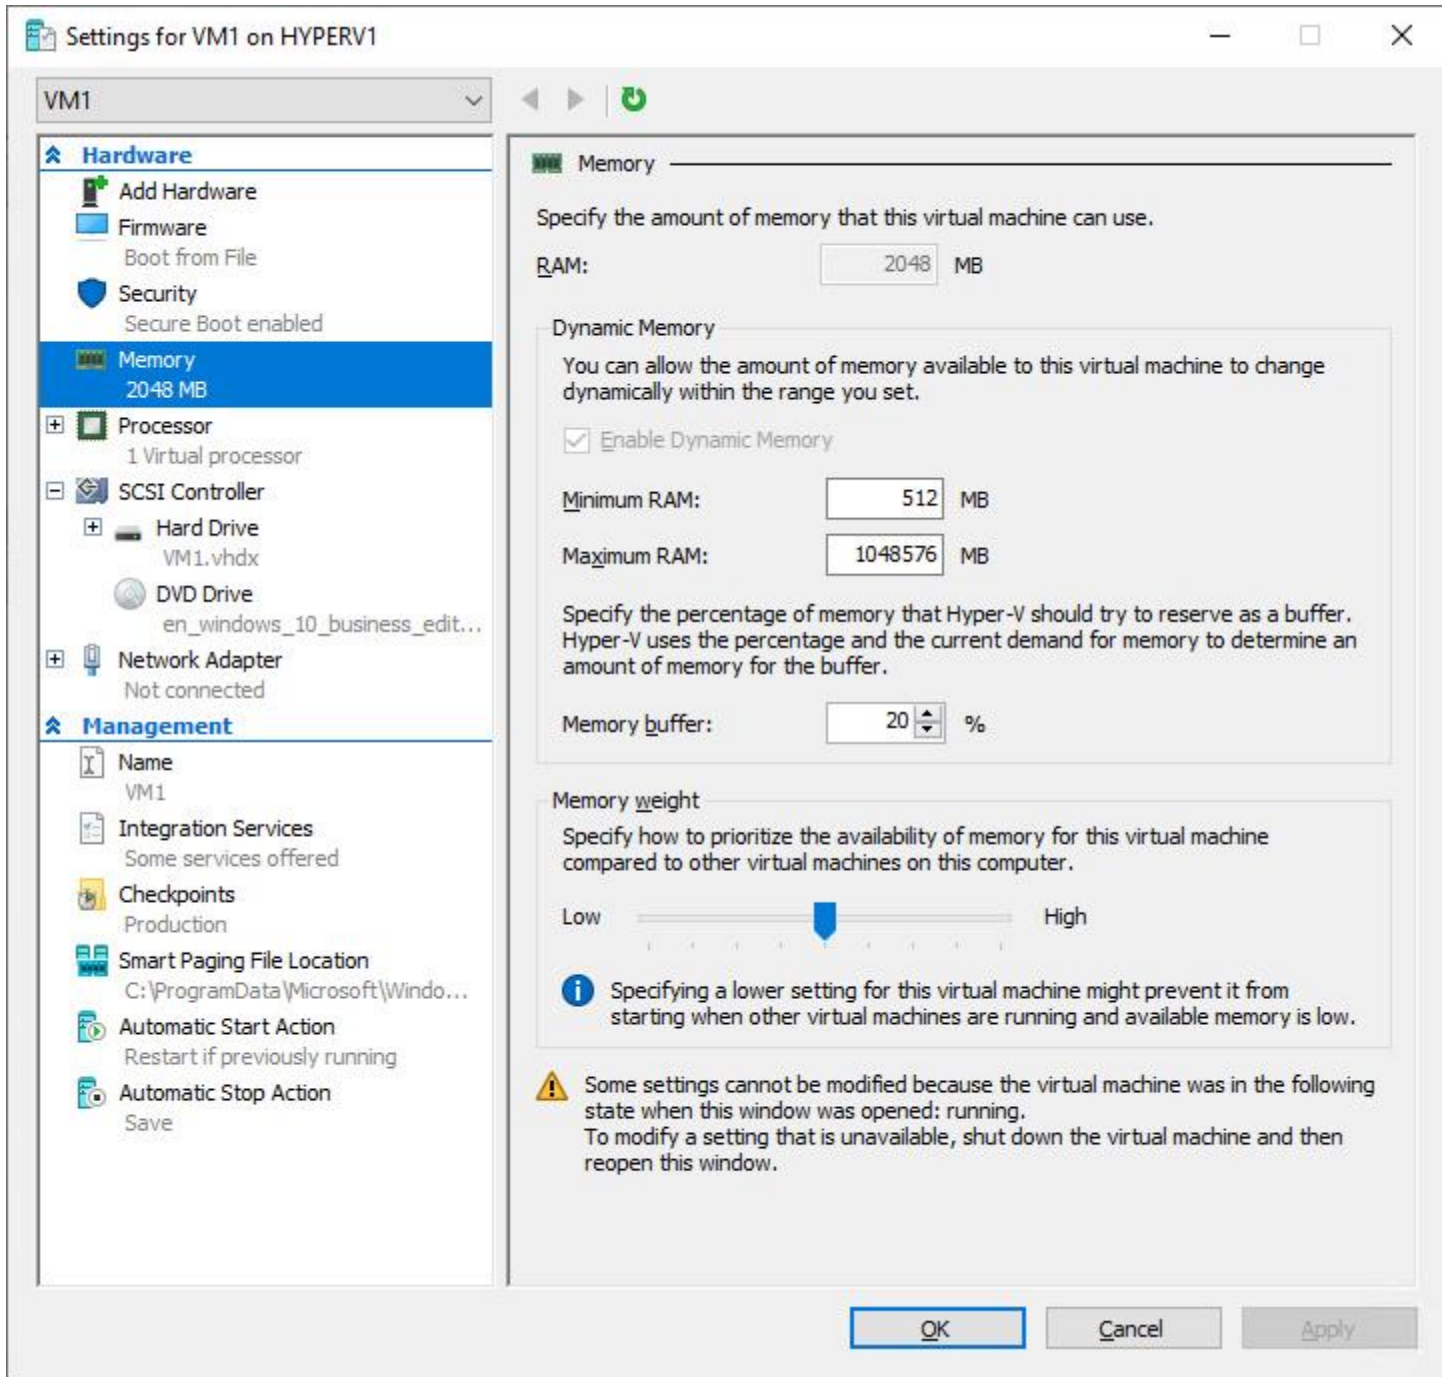 Settings for VM1 on HYPERV1
VM1
Hardware
Add Hardware
Firmware
Boot from File
Security
Secure Boot enabled
Memory
2048 MB
Processor
1 Virtual processor
SCSI Controller
Hard Drive
VM1.vhdx
DVD Drive
en_windows_10_business_edit...
Network Adapter
Not connected
Management
Name
VM1
Integration Services
Some services offered
Checkpoints
Production
Smart Paging File Location
C:\ProgramData\Microsoft\Windo...
Automatic Start Action
Restart if previously running
Automatic Stop Action
Save
Memory
Specify the amount of memory that this virtual machine can use.
RAM: 2048 MB
Dynamic Memory
You can allow the amount of memory available to this virtual machine to change
dynamically within the range you set.
Enable Dynamic Memory
Minimum RAM: 512 MB
Maximum RAM: 1048576 MB
Specify the percentage of memory that Hyper-V should try to reserve as a buffer.
Hyper-V uses the percentage and the current demand for memory to determine an
amount of memory for the buffer.
Memory buffer: 20 %
Memory weight
Specify how to prioritize the availability of memory for this virtual machine
compared to other virtual machines on this computer.
Low High
Specifying a lower setting for this virtual machine might prevent it from
starting when other virtual machines are running and available memory is low.
Some settings cannot be modified because the virtual machine was in the following
state when this window was opened: running.
To modify a setting that is unavailable, shut down the virtual machine and then
reopen this window.
OK Cancel Apply